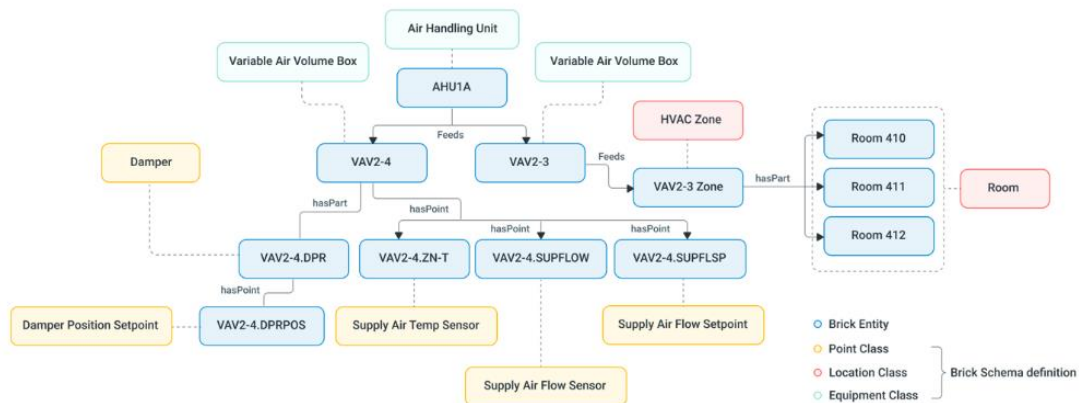 Air Handling Unit
Variable Air Volume Box
Variable Air Volume Box
AHU1A
HVAC Zone
Feeds
Room 410
Damper
VAV2-4
VAV2-3
Feeds
VAV2-3 Zone
hasPart
Room 411
Room
hasPart
hasPoint
Room 412
hasPoint
hasPoint
VAV2-4.DPR
VAV2-4.ZN-T
VAV2-4.SUPFLOW
VAV2-4.SUPFLSP
hasPoint
Damper Position Setpoint
VAV2-4.DPRPOS
Supply Air Temp Sensor
Supply Air Flow Setpoint
Brick Entity
Point Class
Location Class
Brick Schema definition
Equipment Class
Supply Air Flow Sensor